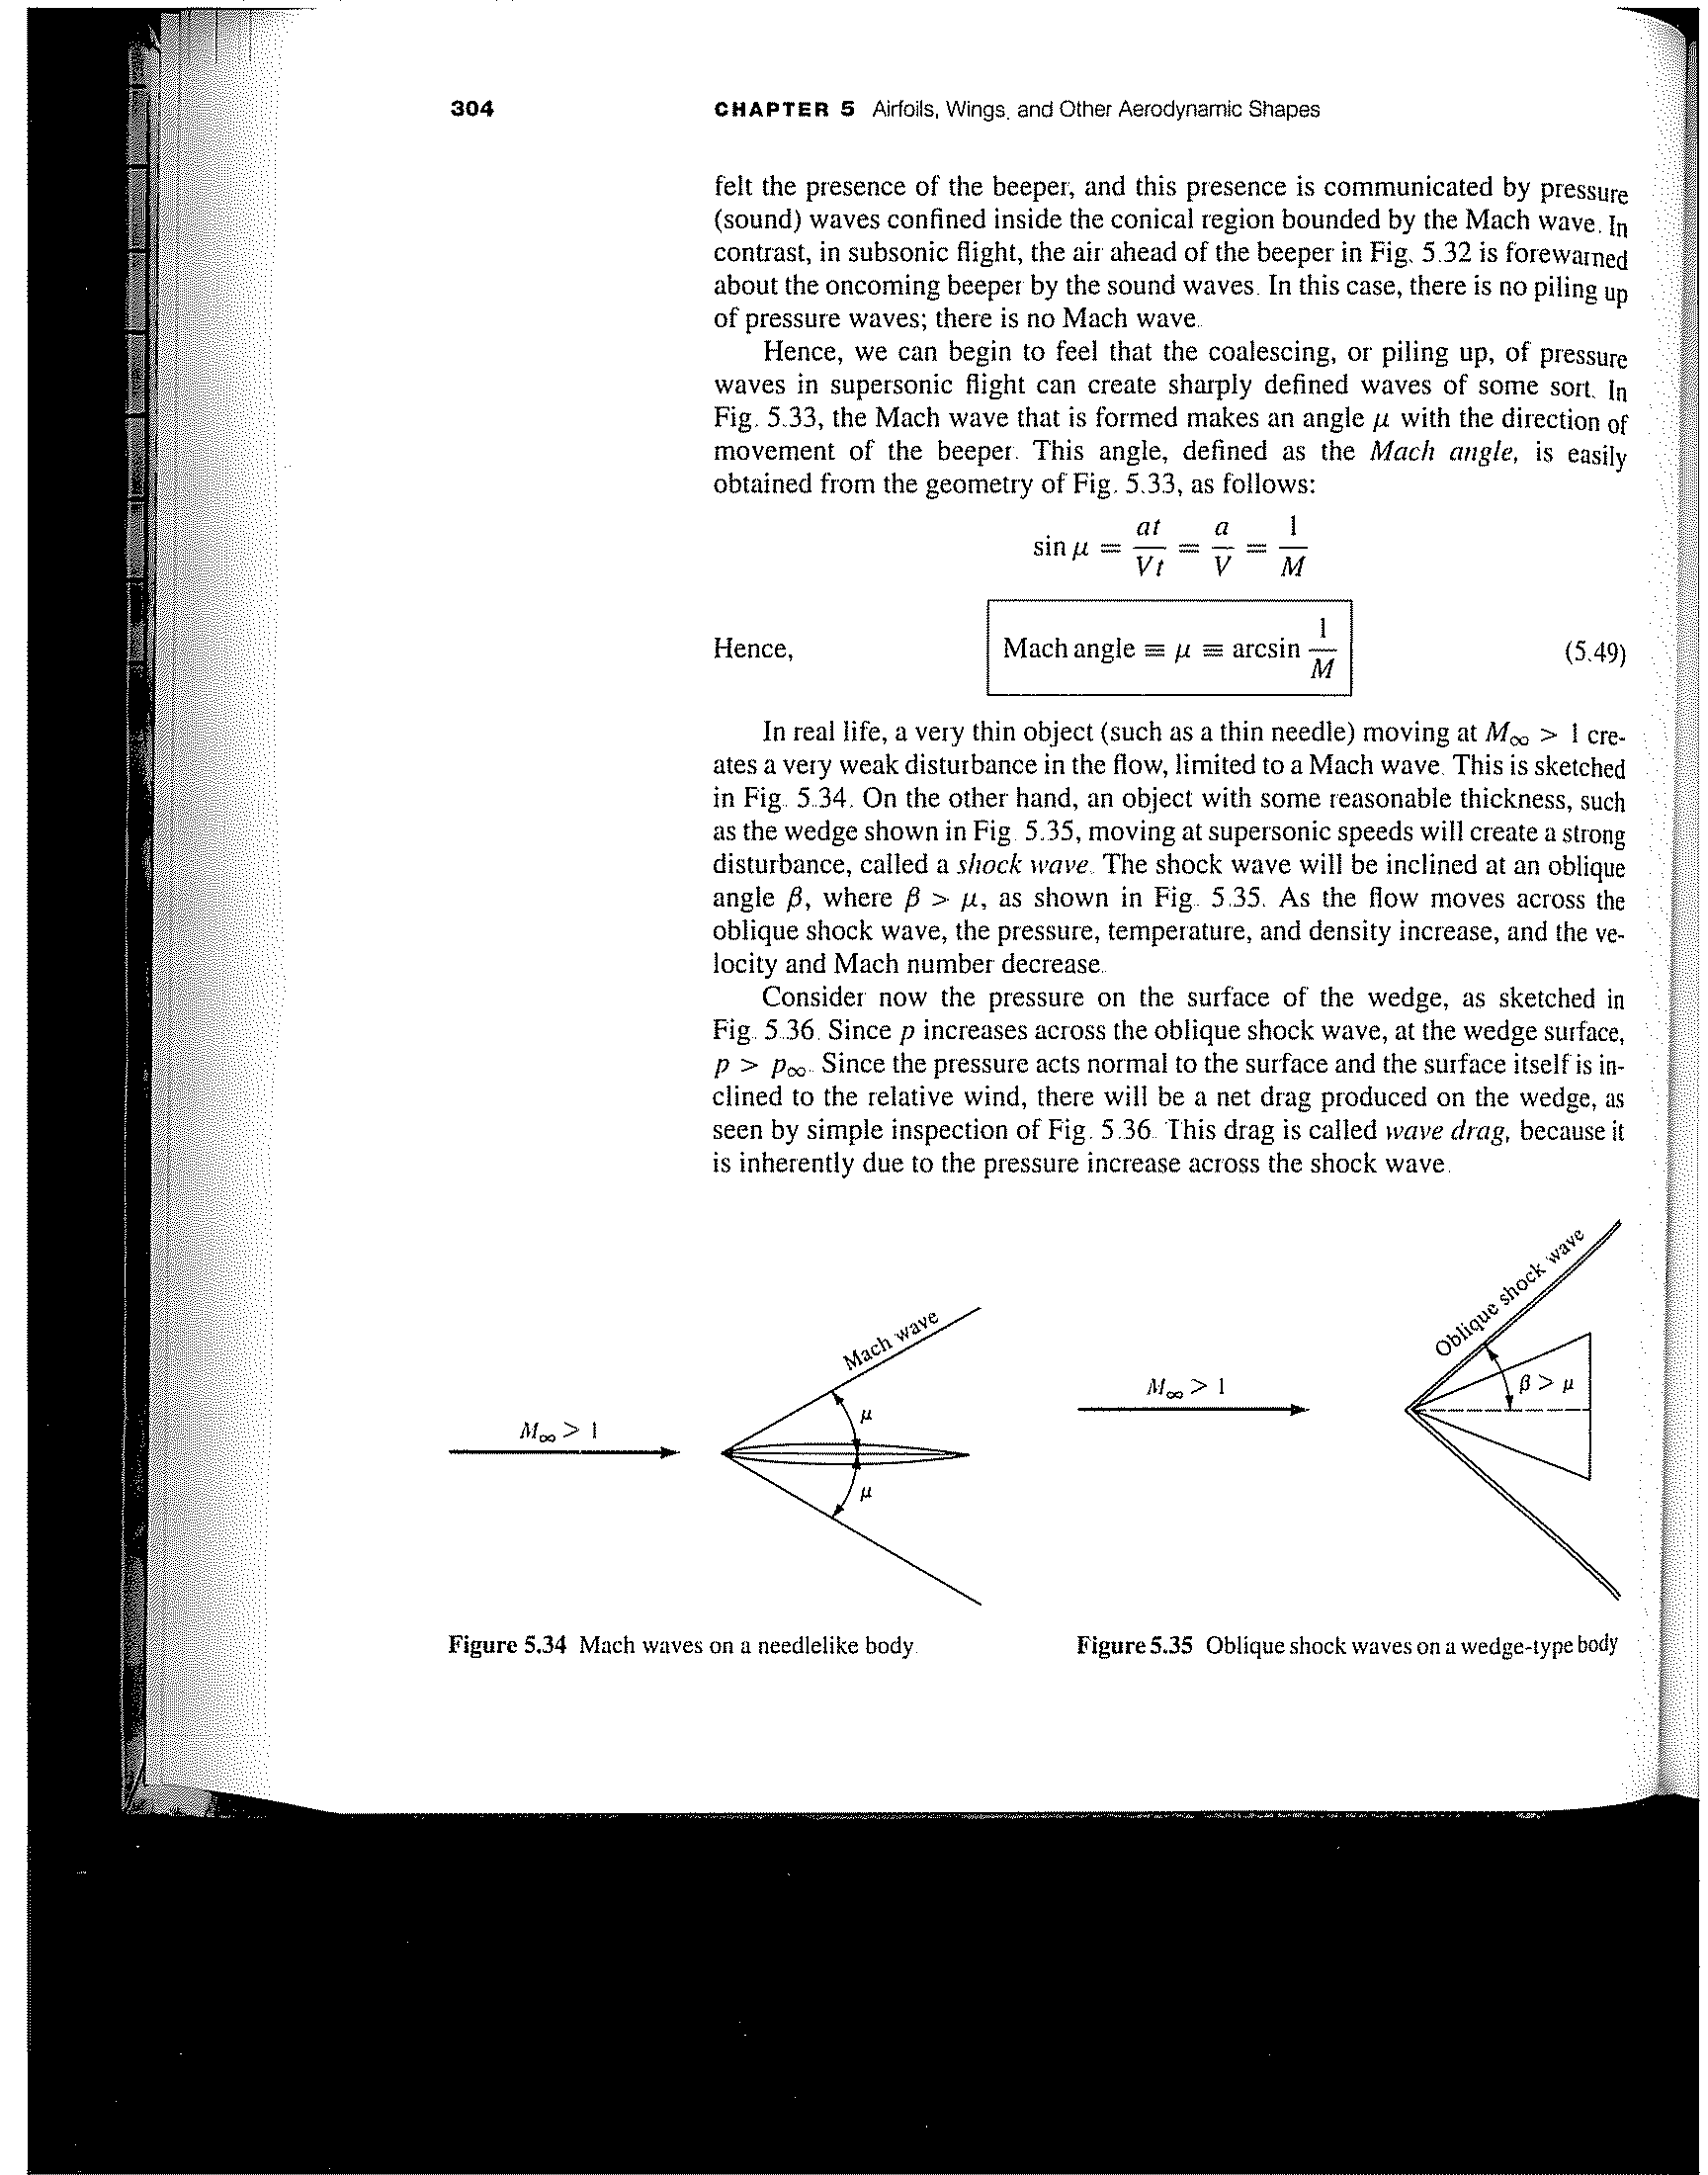 304
CHAPTER 5 Airfoils, Wings, and Other Aerodynamic Shapes
felt the presence of the beeper, and this presence is communicated by pressure
(sound) waves confined inside the conical region bounded by the Mach wave. In
contrast, in subsonic flight, the air ahead of the beeper in Fig. 5.32 is forewarned
about the oncoming beeper by the sound waves. In this case, there is no piling up
of pressure waves; there is no Mach wave.
Hence, we can begin to feel that the coalescing, or piling up, of pressure
waves in supersonic flight can create sharply defined waves of some sort. In
Fig. 5.33, the Mach wave that is formed makes an angle μ with the direction of
movement of the beeper. This angle, defined as the Mach angle, is easily
obtained from the geometry of Fig. 5.33, as follows:
sin μ = at/Vt = a/V = 1/M
Hence, Mach angle ≡ μ ≡ arcsin 1/M (5.49)
In real life, a very thin object (such as a thin needle) moving at M∞ > 1 cre-
ates a very weak disturbance in the flow, limited to a Mach wave. This is sketched
in Fig. 5.34. On the other hand, an object with some reasonable thickness, such
as the wedge shown in Fig. 5.35, moving at supersonic speeds will create a strong
disturbance, called a shock wave. The shock wave will be inclined at an oblique
angle β, where β > μ, as shown in Fig. 5.35. As the flow moves across the
oblique shock wave, the pressure, temperature, and density increase, and the ve-
locity and Mach number decrease.
Consider now the pressure on the surface of the wedge, as sketched in
Fig. 5.36. Since p increases across the oblique shock wave, at the wedge surface,
p > p∞. Since the pressure acts normal to the surface and the surface itself is in-
clined to the relative wind, there will be a net drag produced on the wedge, as
seen by simple inspection of Fig. 5.36. This drag is called wave drag, because it
is inherently due to the pressure increase across the shock wave.
M∞ > 1
Mach wave
μ
μ
Figure 5.34 Mach waves on a needlelike body.
M∞ > 1
Oblique shock wave
β > μ
Figure 5.35 Oblique shock waves on a wedge-type body